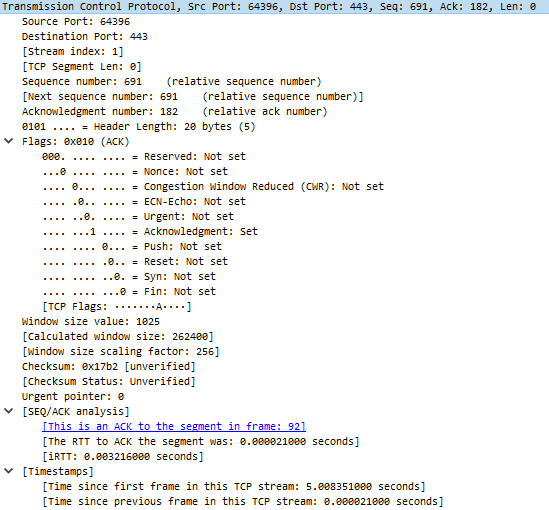 Transmission Control Protocol, Src Port: 64396, Dst Port: 443, Seq: 691, Ack: 182, Len: 0
Source Port: 64396
Destination Port: 443
[Stream index: 1]
[TCP Segment Len: 0]
Sequence number: 691    (relative sequence number)
[Next sequence number: 691    (relative sequence number)]
Acknowledgment number: 182    (relative ack number)
0101 .... = Header Length: 20 bytes (5)
Flags: 0x010 (ACK)
000. .... .... = Reserved: Not set
...0 .... .... = Nonce: Not set
.... 0... .... = Congestion Window Reduced (CWR): Not set
.... .0.. .... = ECN-Echo: Not set
.... ..0. .... = Urgent: Not set
.... ...1 .... = Acknowledgment: Set
.... .... 0... = Push: Not set
.... .... .0.. = Reset: Not set
.... .... ..0. = Syn: Not set
.... .... ...0 = Fin: Not set
[TCP Flags: ·······A····]
Window size value: 1025
[Calculated window size: 262400]
[Window size scaling factor: 256]
Checksum: 0x17b2 [unverified]
[Checksum Status: Unverified]
Urgent pointer: 0
[SEQ/ACK analysis]
[This is an ACK to the segment in frame: 92]
[The RTT to ACK the segment was: 0.000021000 seconds]
[iRTT: 0.003216000 seconds]
[Timestamps]
[Time since first frame in this TCP stream: 5.008351000 seconds]
[Time since previous frame in this TCP stream: 0.000021000 seconds]